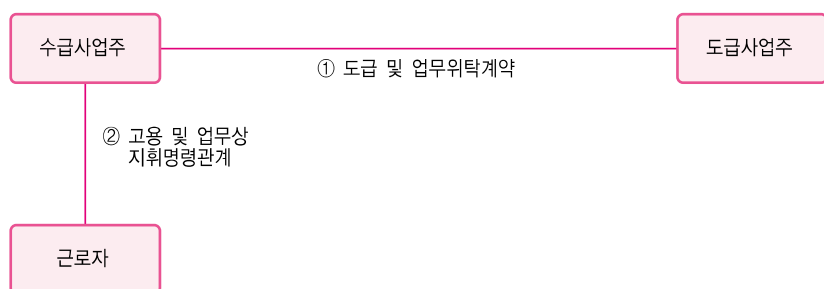 수급사업주
도급사업주
① 도급 및 업무위탁계약
② 고용 및 업무상
지휘명령관계
근로자